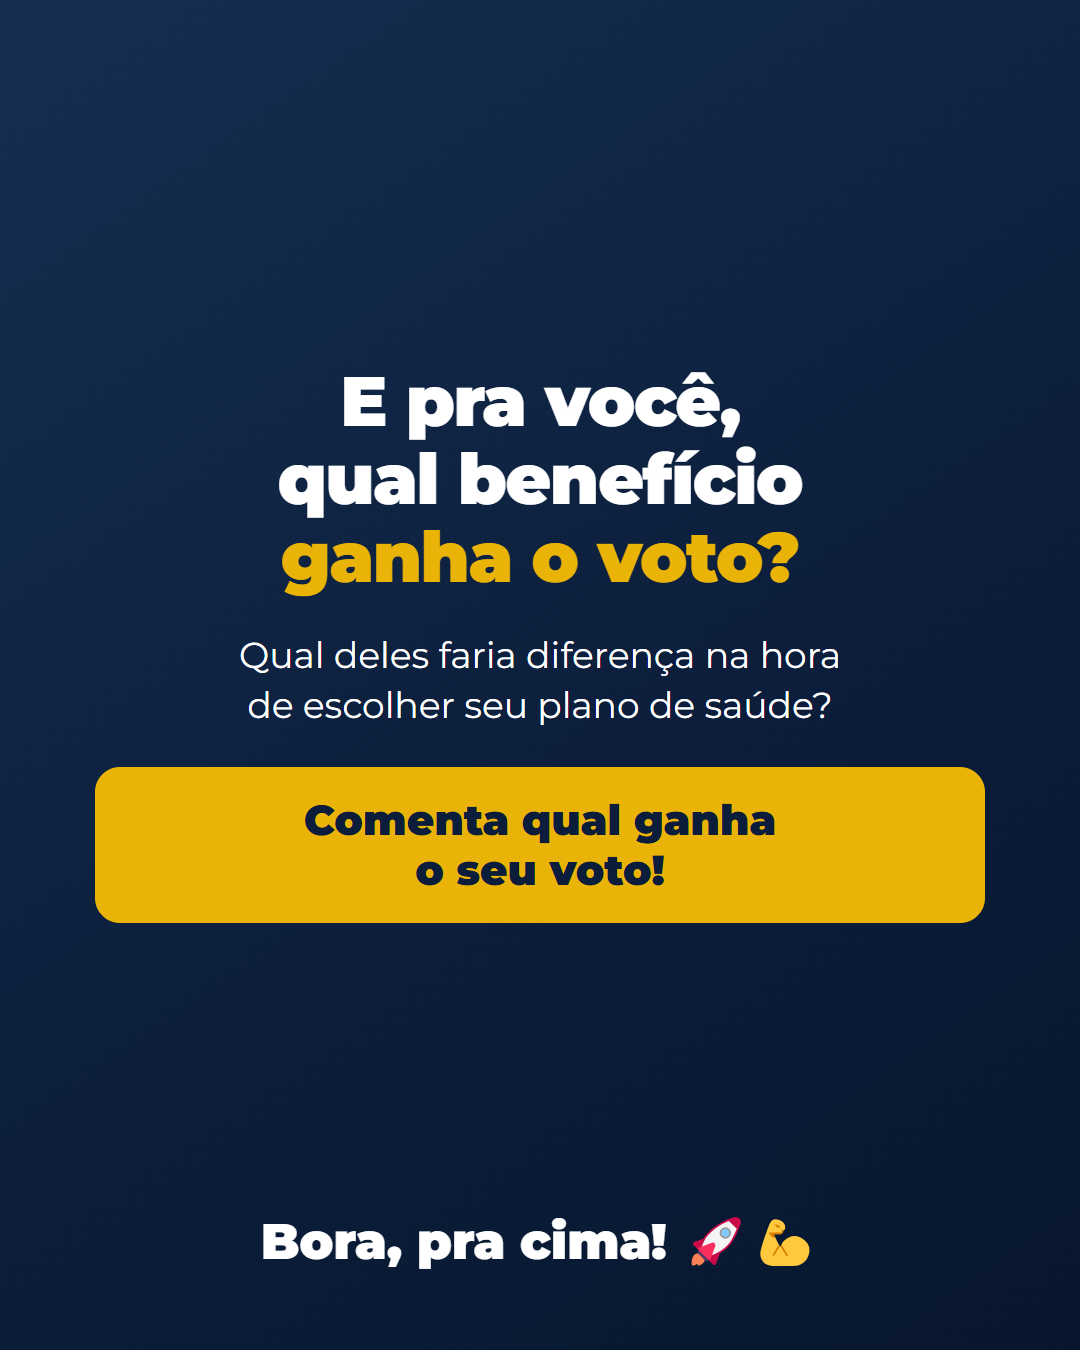 E pra você,
qual benefício
ganha o voto?
Qual deles faria diferença na hora
de escolher seu plano de saúde?
Comenta qual ganha
o seu voto!
Bora, pra cima! 🚀 💪